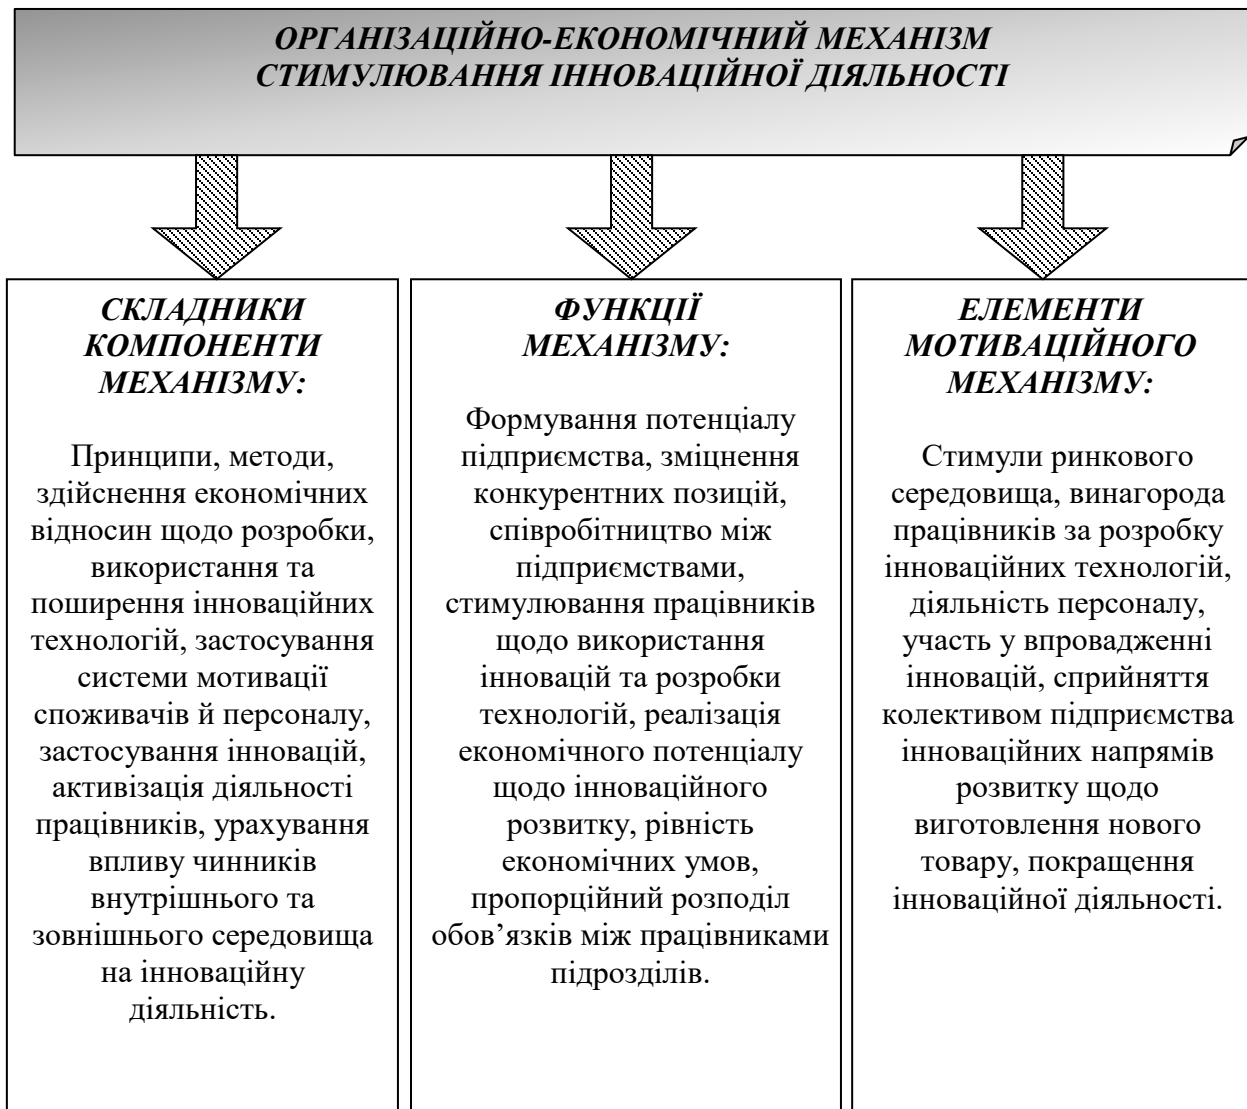 ОРГАНІЗАЦІЙНО-ЕКОНОМІЧНИЙ МЕХАНІЗМ
СТИМУЛЮВАННЯ ІННОВАЦІЙНОЇ ДІЯЛЬНОСТІ
СКЛАДНИКИ
КОМПОНЕНТИ
МЕХАНІЗМУ:
Принципи, методи,
здійснення економічних
відносин щодо розробки,
використання та
поширення інноваційних
технологій, застосування
системи мотивації
споживачів й персоналу,
застосування інновацій,
активізація діяльності
працівників, урахування
впливу чинників
внутрішнього та
зовнішнього середовища
на інноваційну
діяльність.
ФУНКЦІЇ
МЕХАНІЗМУ:
Формування потенціалу
підприємства, зміцнення
конкурентних позицій,
співробітництво між
підприємствами,
стимулювання працівників
щодо використання
інновацій та розробки
технологій, реалізація
економічного потенціалу
щодо інноваційного
розвитку, рівність
економічних умов,
пропорційний розподіл
обов’язків між працівниками
підрозділів.
ЕЛЕМЕНТИ
МОТИВАЦІЙНОГО
МЕХАНІЗМУ:
Стимули ринкового
середовища, винагорода
працівників за розробку
інноваційних технологій,
діяльність персоналу,
участь у впровадженні
інновацій, сприйняття
колективом підприємства
інноваційних напрямів
розвитку щодо
виготовлення нового
товару, покращення
інноваційної діяльності.